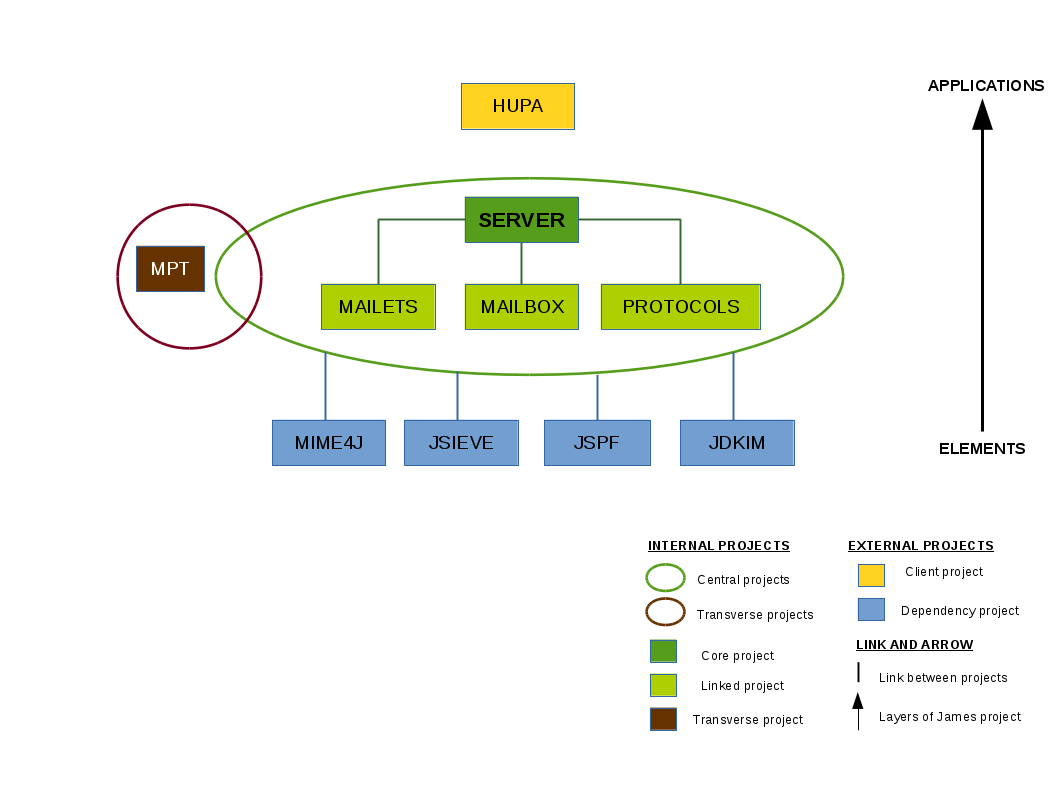 APPLICATIONS
HUPA
SERVER
MPT
MAILETS
MAILBOX
PROTOCOLS
MIME4J
JSIEVE
JSPF
JDKIM
ELEMENTS
INTERNAL PROJECTS
Central projects
Transverse projects
Core project
Linked project
Transverse project
EXTERNAL PROJECTS
Client project
Dependency project
LINK AND ARROW
Link between projects
Layers of James project